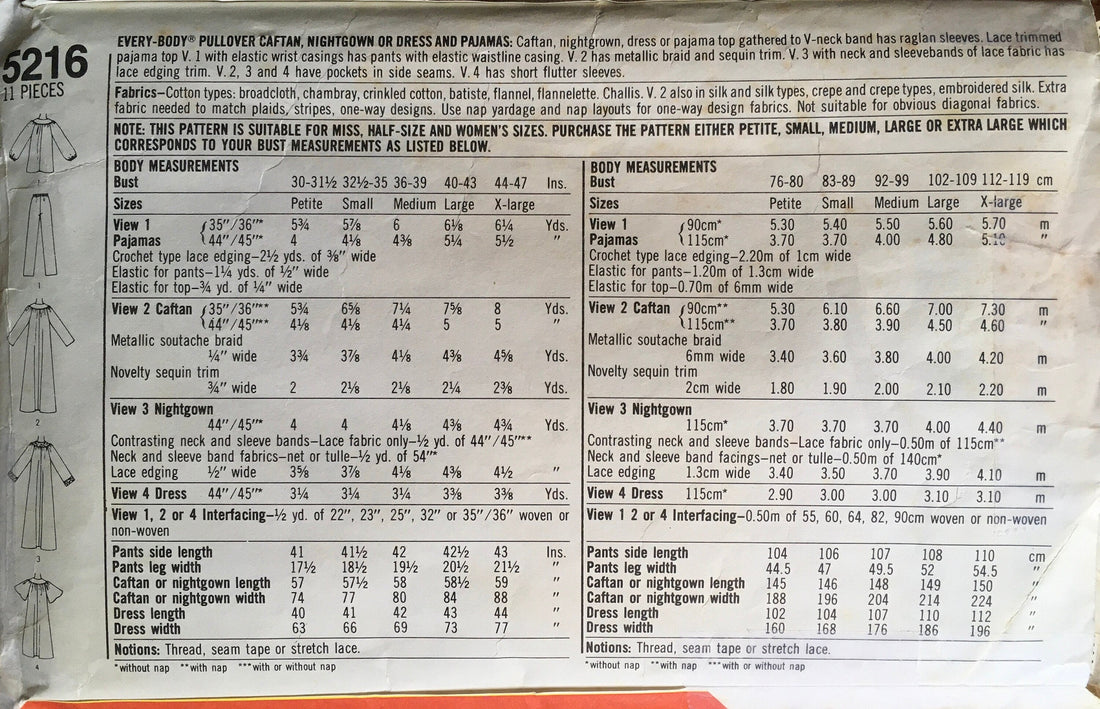 5216
11 PIECES
EVERY-BODY® PULLOVER CAFTAN, NIGHTGOWN OR DRESS AND PAJAMAS: Caftan, nightgrown, dress or pajama top gathered to V-neck band has raglan sleeves. Lace trimmed
pajama top V. 1 with elastic wrist casings has pants with elastic waistline casing. V. 2 has metallic braid and sequin trim. V. 3 with neck and sleevebands of lace fabric has
lace edging trim. V. 2, 3 and 4 have pockets in side seams. V. 4 has short flutter sleeves.
Fabrics–Cotton types: broadcloth, chambray, crinkled cotton, batiste, flannel, flannelette. Challis. V. 2 also in silk and silk types, crepe and crepe types, embroidered silk. Extra
fabric needed to match plaids, stripes, one-way designs. Use nap yardage and nap layouts for one-way design fabrics. Not suitable for obvious diagonal fabrics.
NOTE: THIS PATTERN IS SUITABLE FOR MISS, HALF-SIZE AND WOMEN'S SIZES. PURCHASE THE PATTERN EITHER PETITE, SMALL, MEDIUM, LARGE OR EXTRA LARGE WHICH
CORRESPONDS TO YOUR BUST MEASUREMENTS AS LISTED BELOW.
BODY MEASUREMENTS
Bust 30-31½ 32½-35 36-39 40-43 44-47 Ins.
Sizes Petite Small Medium Large X-large
View 1 35"/36"* 5¾ 5⅞ 6 6⅛ 6¼ Yds.
Pajamas 44"/45"* 4 4⅛ 4⅜ 5¼ 5½ "
Crochet type lace edging–2½ yds. of ⅜" wide
Elastic for pants–1¼ yds. of ½" wide
Elastic for top–¾ yd. of ¼" wide
View 2 Caftan 35"/36"** 5¾ 6⅝ 7¼ 7⅝ 8 Yds.
44"/45"** 4⅛ 4⅛ 4¼ 5 5 "
Metallic soutache braid
¼" wide 3¾ 3⅞ 4⅛ 4⅜ 4⅝ Yds.
Novelty sequin trim
¾" wide 2 2⅛ 2⅛ 2¼ 2⅜ Yds.
View 3 Nightgown
44"/45"* 4 4 4⅛ 4⅜ 4¾ Yds.
Contrasting neck and sleeve bands–Lace fabric only–½ yd. of 44"/45"**
Neck and sleeve band fabrics–net or tulle–½ yd. of 54"*
Lace edging ½" wide 3⅝ 3⅞ 4⅛ 4⅜ 4½ "
View 4 Dress 44"/45"* 3¼ 3¼ 3¼ 3⅜ 3⅜ Yds.
View 1, 2 or 4 Interfacing–½ yd. of 22", 23", 25", 32" or 35"/36" woven or
non-woven
Pants side length 41 41½ 42 42½ 43 Ins.
Pants leg width 17½ 18½ 19½ 20½ 21½ "
Caftan or nightgown length 57 57½ 58 58½ 59 "
Caftan or nightgown width 74 77 80 84 88 "
Dress length 40 41 42 43 44 "
Dress width 63 66 69 73 77 "
Notions: Thread, seam tape or stretch lace.
*without nap **with nap ***with or without nap
BODY MEASUREMENTS
Bust 76-80 83-89 92-99 102-109 112-119 cm
Sizes Petite Small Medium Large X-large
View 1 90cm* 5.30 5.40 5.50 5.60 5.70 m
Pajamas 115cm* 3.70 3.70 4.00 4.80 5.10 "
Crochet type lace edging–2.20m of 1cm wide
Elastic for pants–1.20m of 1.3cm wide
Elastic for top–0.70m of 6mm wide
View 2 Caftan 90cm** 5.30 6.10 6.60 7.00 7.30 m
115cm** 3.70 3.80 3.90 4.50 4.60 "
Metallic soutache braid
6mm wide 3.40 3.60 3.80 4.00 4.20 m
Novelty sequin trim
2cm wide 1.80 1.90 2.00 2.10 2.20 m
View 3 Nightgown
115cm* 3.70 3.70 3.70 4.00 4.40 m
Contrasting neck and sleeve bands–Lace fabric only–0.50m of 115cm**
Neck and sleeve band facings–net or tulle–0.50m of 140cm*
Lace edging 1.3cm wide 3.40 3.50 3.70 3.90 4.10 m
View 4 Dress 115cm* 2.90 3.00 3.00 3.10 3.10 m
View 1 2 or 4 Interfacing–0.50m of 55, 60, 64, 82, 90cm woven or non-woven
Pants side length 104 106 107 108 110 cm
Pants leg width 44.5 47 49.5 52 54.5 "
Caftan or nightgown length 145 146 148 149 150 "
Caftan or nightgown width 188 196 204 214 224 "
Dress length 102 104 107 110 112 "
Dress width 160 168 176 186 196 "
Notions: Thread, seam tape or stretch lace.
*without nap **with nap ***with or without nap
1
1
2
3
4